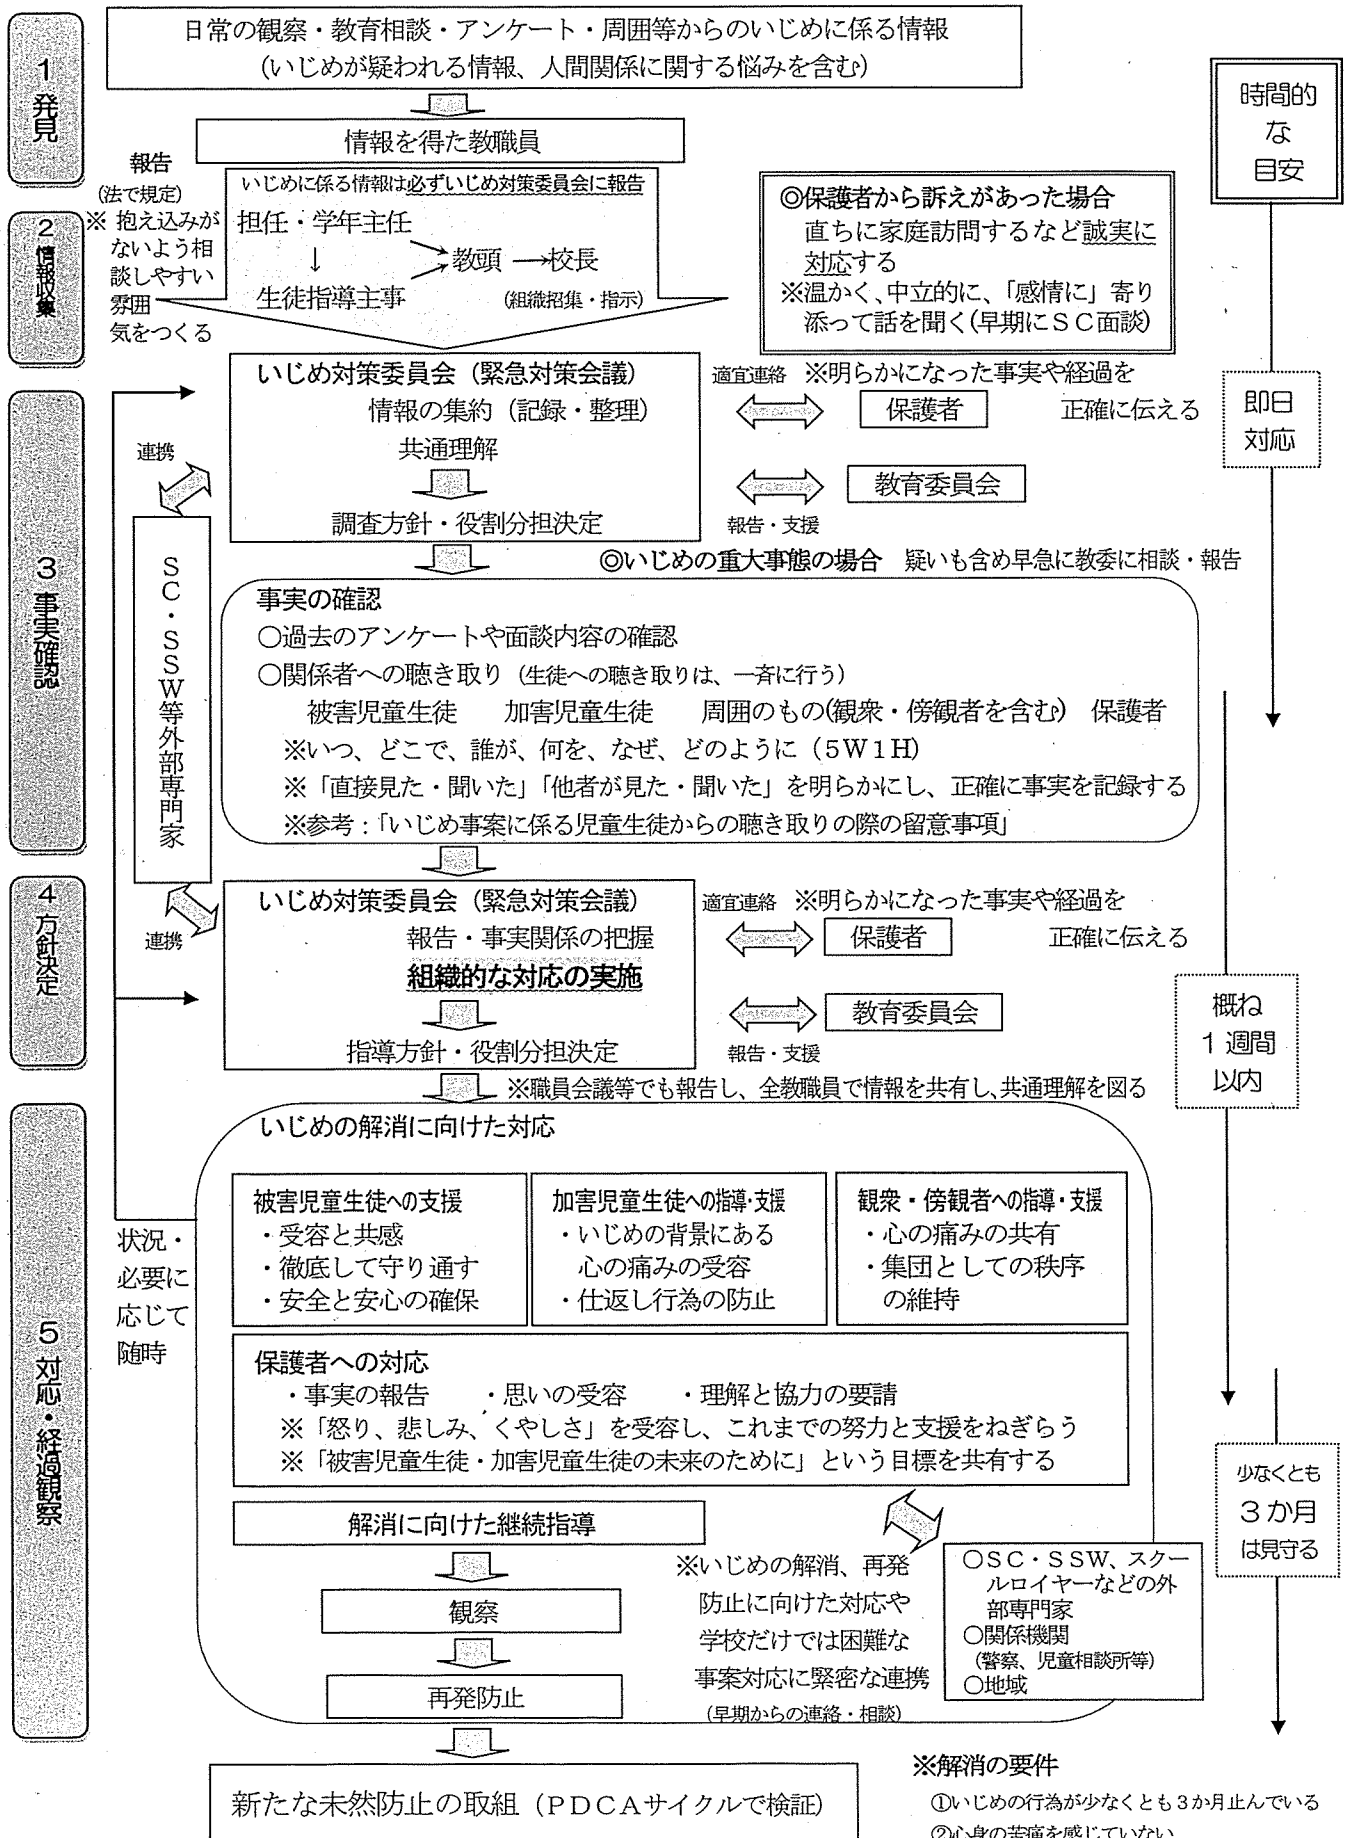 1 発見
日常の観察・教育相談・アンケート・周囲等からのいじめに係る情報
(いじめが疑われる情報、人間関係に関する悩みを含む)
時間的
な
目安
情報を得た教職員
報告
(法で規定)
※ 抱え込みが
ないよう相
談しやすい
雰囲
気をつくる
いじめに係る情報は必ずいじめ対策委員会に報告
担任・学年主任
↓
教頭 →校長
生徒指導主事
(組織招集・指示)
◎保護者から訴えがあった場合
直ちに家庭訪問するなど誠実に
対応する
※温かく、中立的に、「感情に」寄り
添って話を聞く(早期にSC面談)
2 情報収集
いじめ対策委員会(緊急対策会議)
情報の集約(記録・整理)
共通理解
調査方針・役割分担決定
適宜連絡 ※明らかになった事実や経過を
保護者 正確に伝える
教育委員会
報告・支援
即日
対応
連携
SC・SSW等外部専門家
3 事実確認
◎いじめの重大事態の場合 疑いも含め早急に教委に相談・報告
事実の確認
○過去のアンケートや面談内容の確認
○関係者への聴き取り(生徒への聴き取りは、一斉に行う)
被害児童生徒 加害児童生徒 周囲のもの(観衆・傍観者を含む) 保護者
※いつ、どこで、誰が、何を、なぜ、どのように(5W1H)
※「直接見た・聞いた」「他者が見た・聞いた」を明らかにし、正確に事実を記録する
※参考:「いじめ事案に係る児童生徒からの聴き取りの際の留意事項」
4 方針決定
連携
いじめ対策委員会(緊急対策会議)
報告・事実関係の把握
組織的な対応の実施
指導方針・役割分担決定
適宜連絡 ※明らかになった事実や経過を
保護者 正確に伝える
教育委員会
報告・支援
概ね
1週間
以内
※職員会議等でも報告し、全教職員で情報を共有し、共通理解を図る
5 対応・経過観察
状況・
必要に
応じて
随時
いじめの解消に向けた対応
被害児童生徒への支援
・受容と共感
・徹底して守り通す
・安全と安心の確保
加害児童生徒への指導・支援
・いじめの背景にある
心の痛みの受容
・仕返し行為の防止
観衆・傍観者への指導・支援
・心の痛みの共有
・集団としての秩序
の維持
保護者への対応
・事実の報告 ・思いの受容 ・理解と協力の要請
※「怒り、悲しみ、くやしさ」を受容し、これまでの努力と支援をねぎらう
※「被害児童生徒・加害児童生徒の未来のために」という目標を共有する
少なくとも
3か月
は見守る
解消に向けた継続指導
観察
再発防止
※いじめの解消、再発
防止に向けた対応や
学校だけでは困難な
事案対応に緊密な連携
(早期からの連絡・相談)
○SC・SSW、スクー
ルロイヤーなどの外
部専門家
○関係機関
(警察、児童相談所等)
○地域
新たな未然防止の取組(PDCAサイクルで検証)
※解消の要件
①いじめの行為が少なくとも3か月止んでいる
②心身の苦痛を感じていない